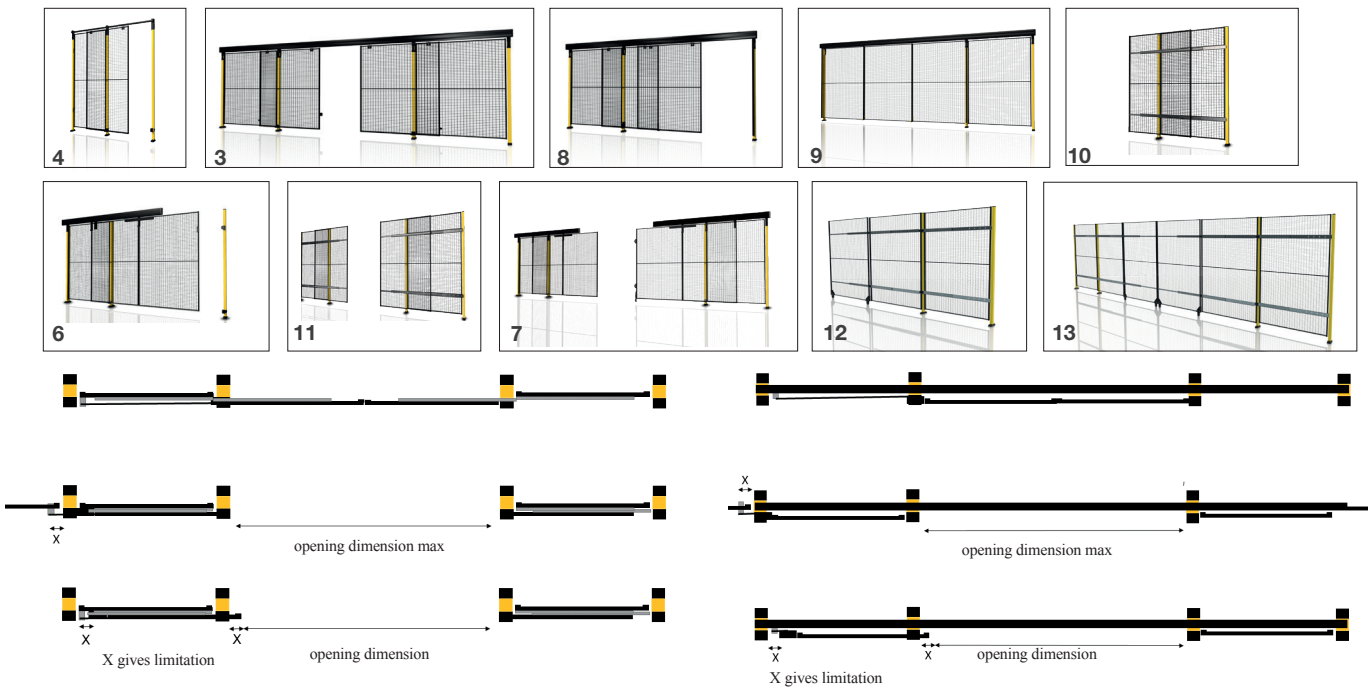 4
3
8
9
10
6
11
7
12
13
X
opening dimension max
X
X
opening dimension
X gives limitation
X
opening dimension max
X
X
opening dimension
X gives limitation